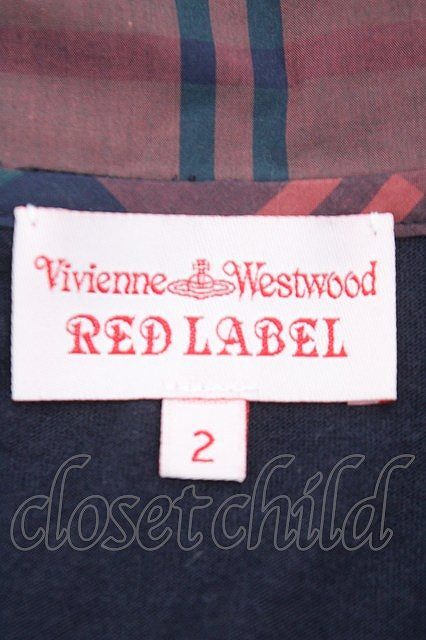 Vivienne Westwood
RED LABEL
2
closetchild